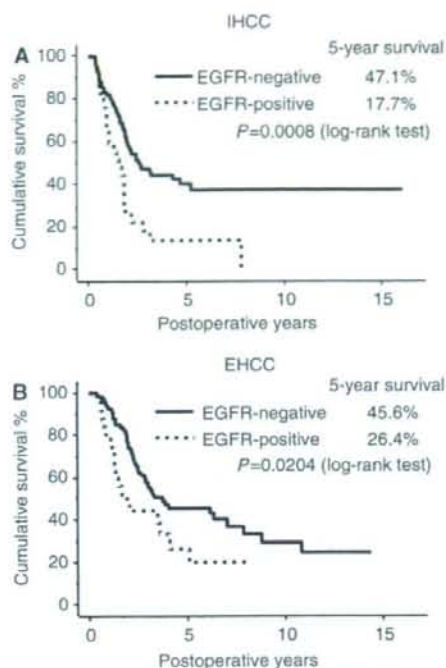 IHCC
A
5-year survival
EGFR-negative 47.1%
EGFR-positive 17.7%
P=0.0008 (log-rank test)
Cumulative survival %
100
80
60
40
20
0
0 5 10 15
Postoperative years
EHCC
B
5-year survival
EGFR-negative 45.6%
EGFR-positive 26.4%
P=0.0204 (log-rank test)
Cumulative survival %
100
80
60
40
20
0
0 5 10 15
Postoperative years